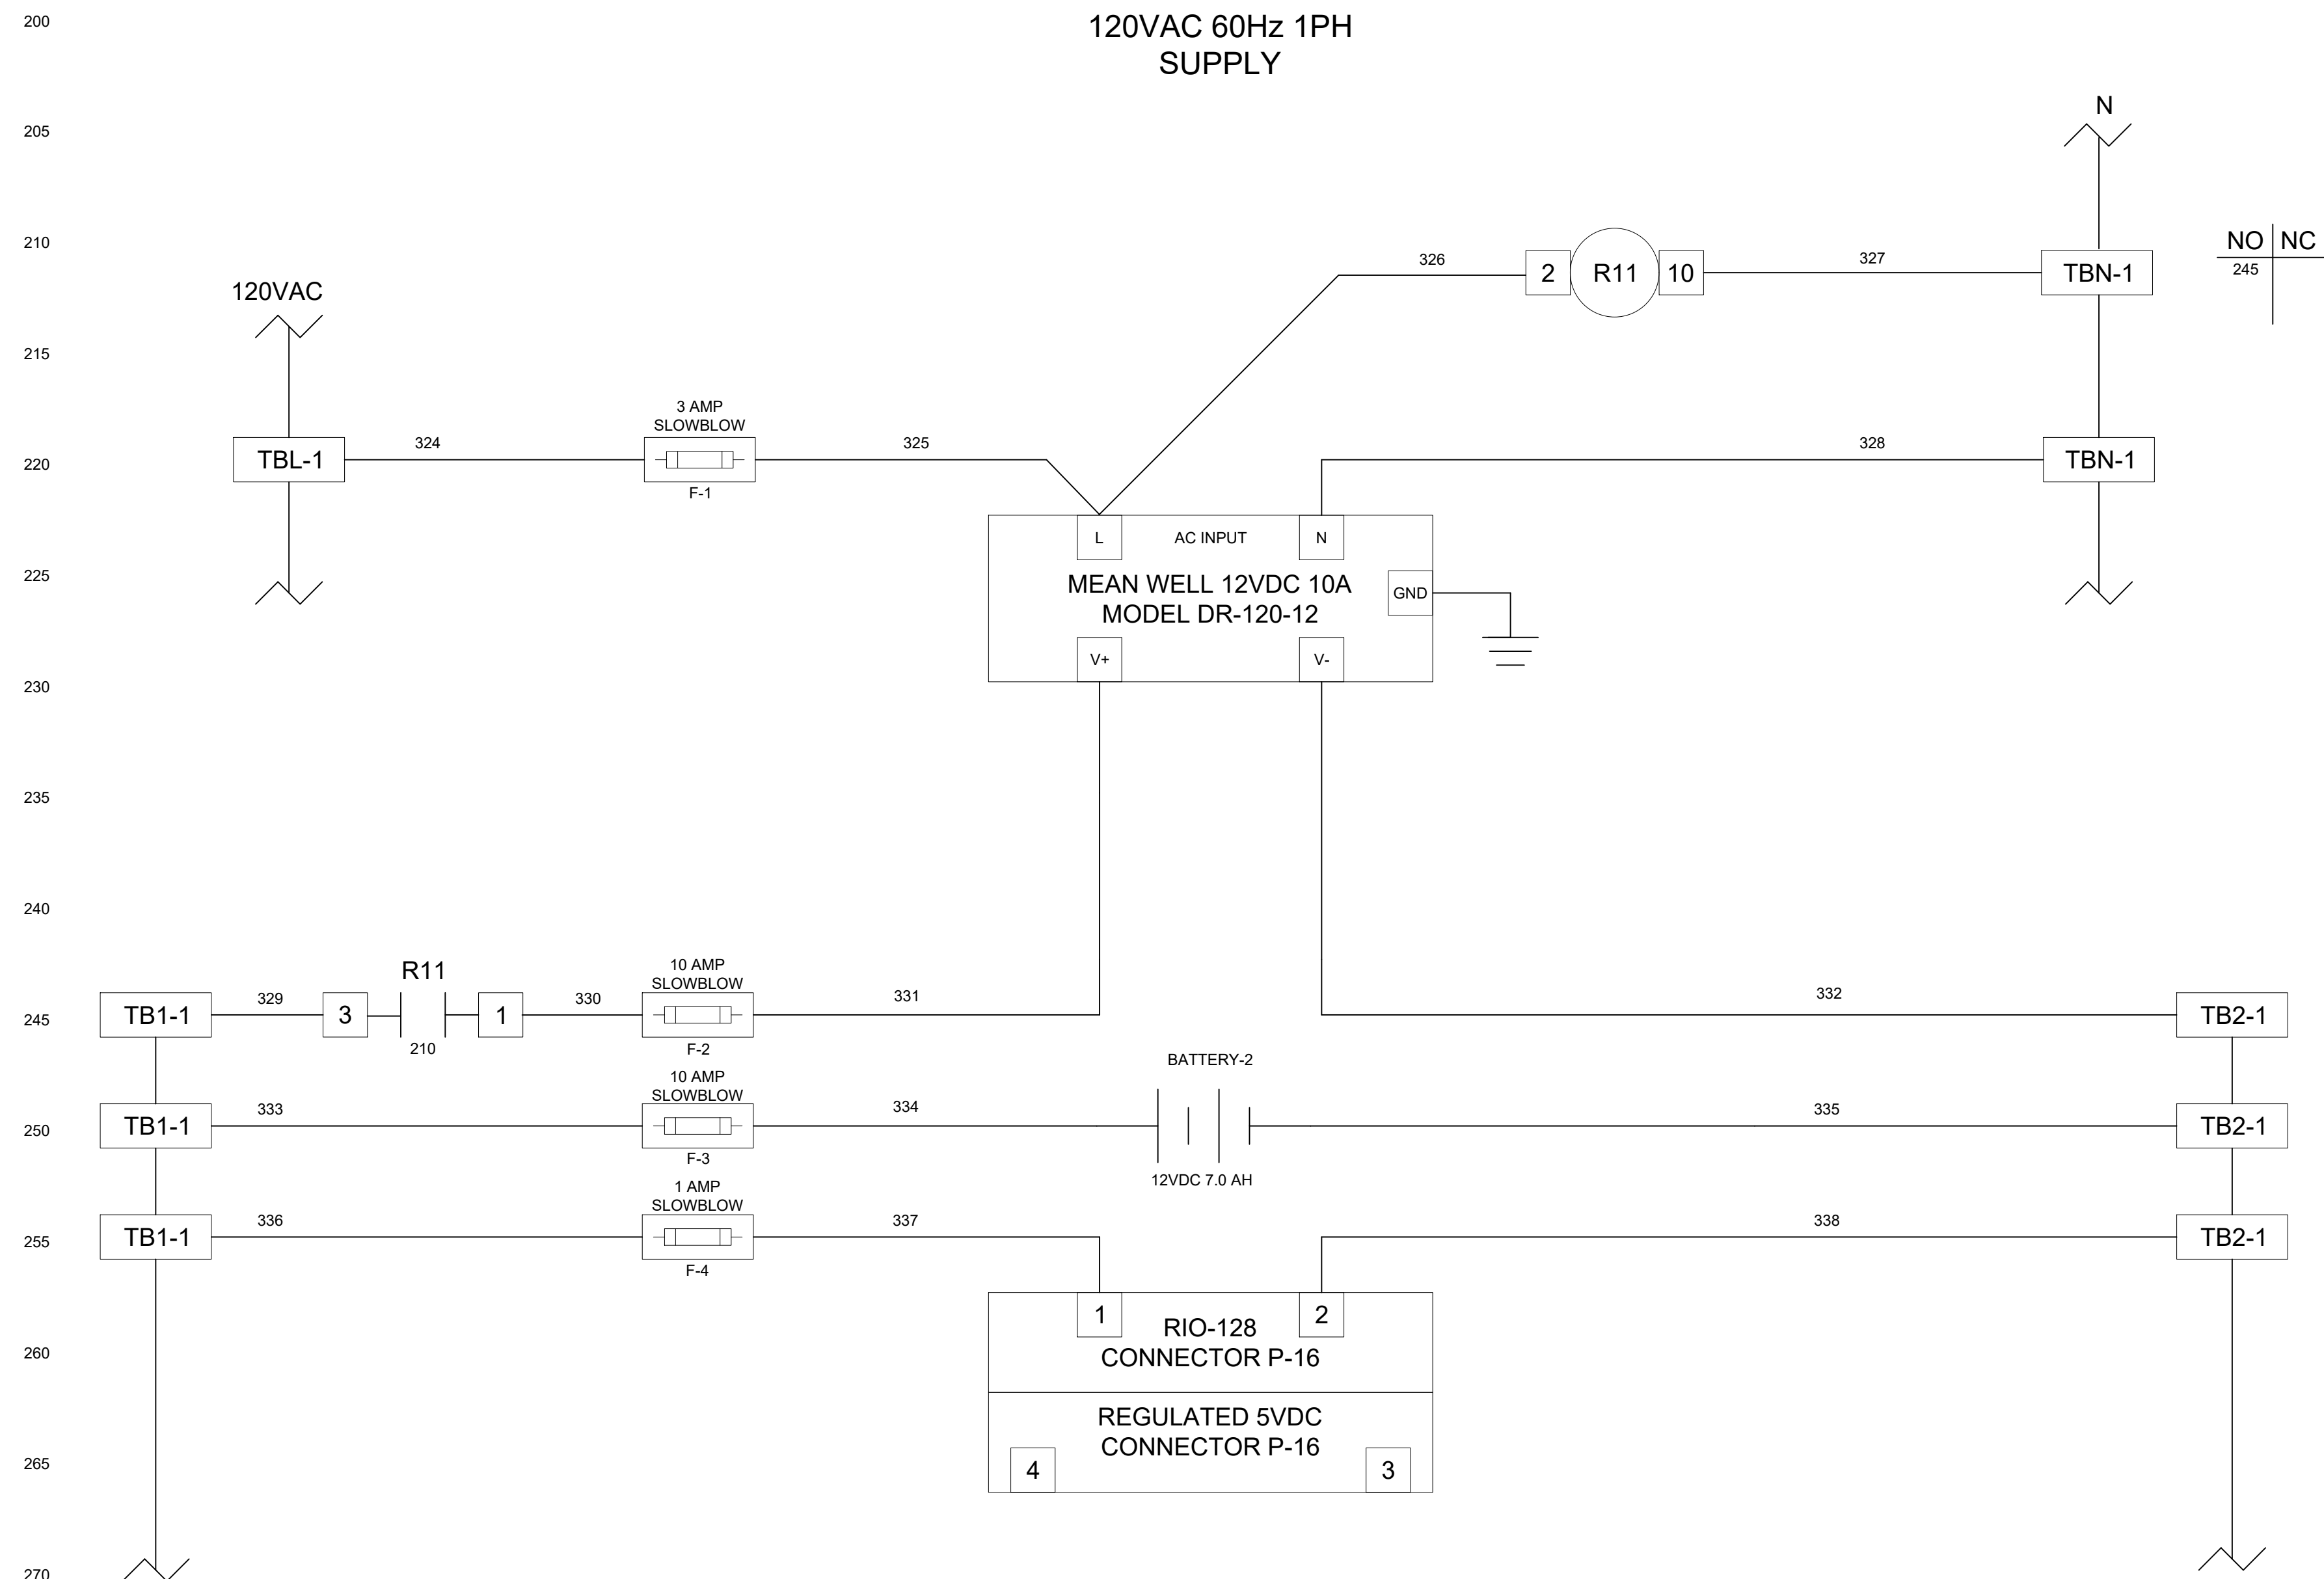 200
120VAC 60Hz 1PH
SUPPLY
205
N
210
326
2
R11
10
327
TBN-1
NO
NC
245
120VAC
215
3 AMP
SLOWBLOW
220
TBL-1
324
325
328
TBN-1
F-1
L
AC INPUT
N
225
MEAN WELL 12VDC 10A
MODEL DR-120-12
GND
V+
V-
230
235
240
R11
10 AMP
SLOWBLOW
245
TB1-1
329
3
1
330
331
332
TB2-1
210
F-2
BATTERY-2
10 AMP
SLOWBLOW
250
TB1-1
333
334
335
TB2-1
F-3
12VDC 7.0 AH
1 AMP
SLOWBLOW
255
TB1-1
336
337
338
TB2-1
F-4
1
2
RIO-128
260
CONNECTOR P-16
REGULATED 5VDC
CONNECTOR P-16
265
4
3
270